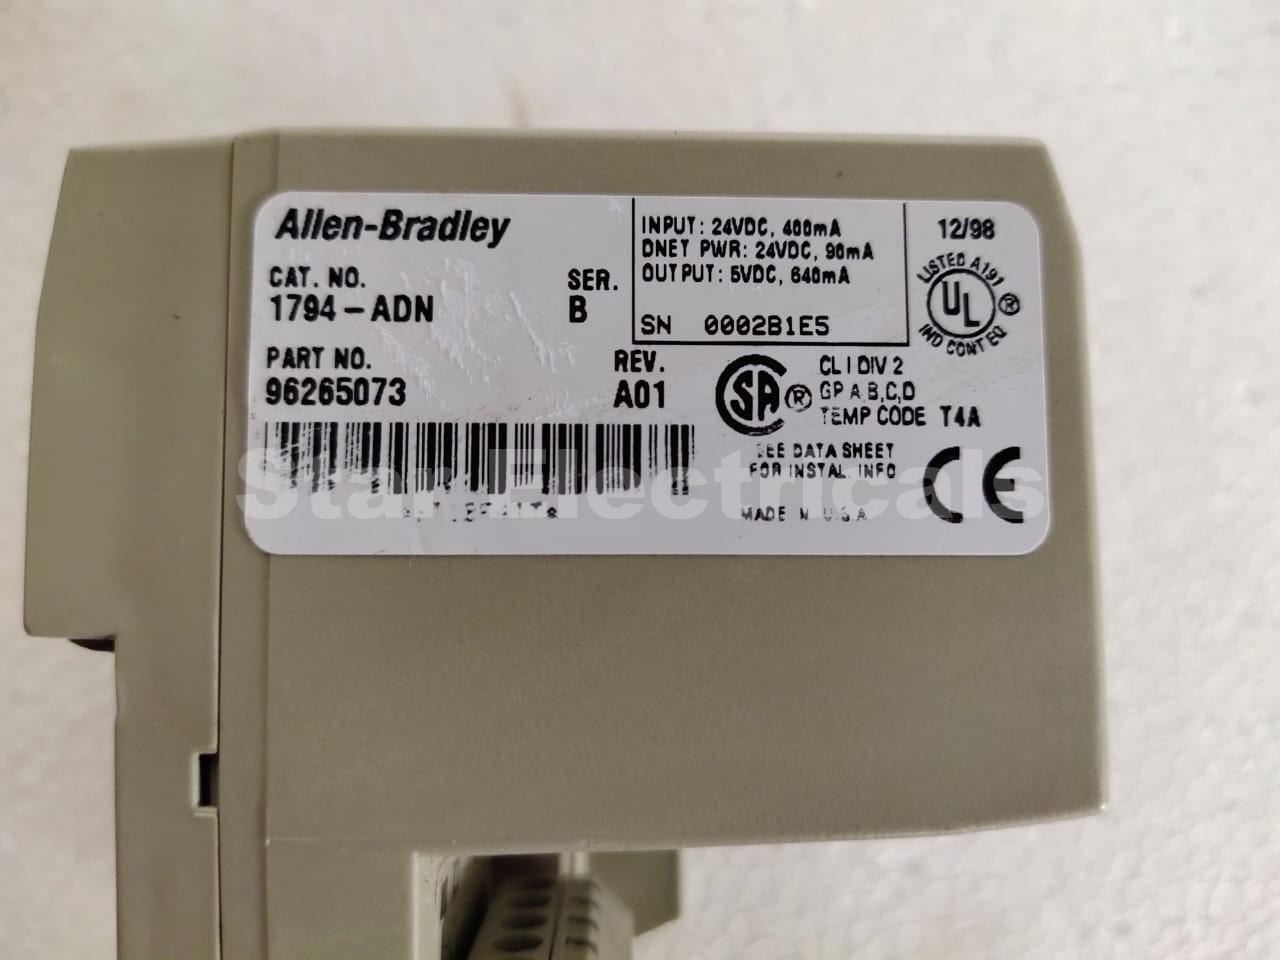 Allen-Bradley
CAT. NO.
1794-ADN
SER.
B
PART NO.
96265073
REV.
A01
INPUT: 24VDC, 400mA
DNET PWR: 24VDC, 90mA
OUTPUT: 5VDC, 640mA
SN 0002B1E5
12/98
LISTED A191
UL ®
IND CONT EQ
SA ®
CL I DIV 2
GP A,B,C,D
TEMP CODE T4A
SEE DATA SHEET
FOR INSTAL. INFO
MADE IN U.S.A
CE
Star Electricals